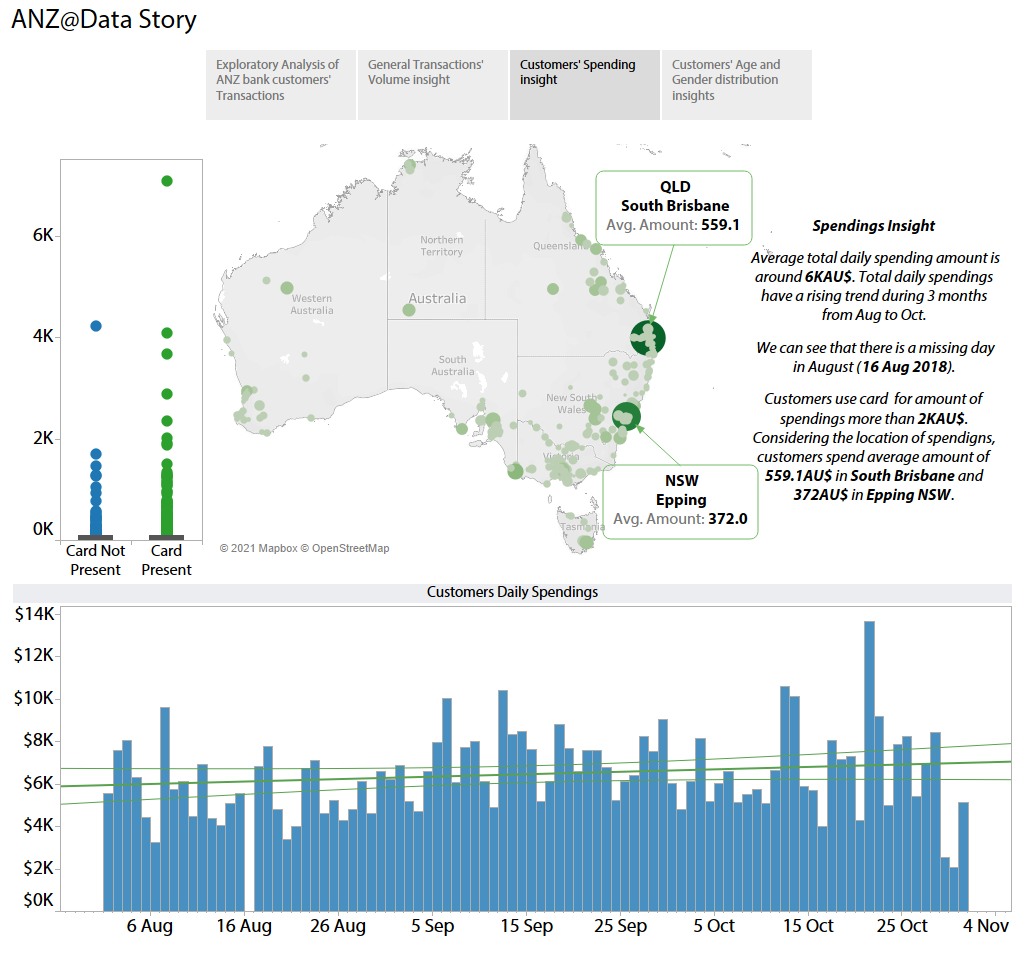 ANZ@Data Story
Exploratory Analysis of
ANZ bank customers'
Transactions
General Transactions'
Volume insight
Customers' Spending
insight
Customers' Age and
Gender distribution
insights
6K
4K
2K
0K
Card Not
Present
Card
Present
Northern
Territory
Queensland
Western
Australia
Australia
South
Australia
New South
Wales
Victoria
Tasmania
QLD
South Brisbane
Avg. Amount: 559.1
NSW
Epping
Avg. Amount: 372.0
© 2021 Mapbox © OpenStreetMap
Spendings Insight
Average total daily spending amount is
around 6KAU$. Total daily spendings
have a rising trend during 3 months
from Aug to Oct.
We can see that there is a missing day
in August (16 Aug 2018).
Customers use card for amount of
spendings more than 2KAU$.
Considering the location of spendigns,
customers spend average amount of
559.1AU$ in South Brisbane and
372AU$ in Epping NSW.
Customers Daily Spendings
$14K
$12K
$10K
$8K
$6K
$4K
$2K
$0K
6 Aug
16 Aug
26 Aug
5 Sep
15 Sep
25 Sep
5 Oct
15 Oct
25 Oct
4 Nov